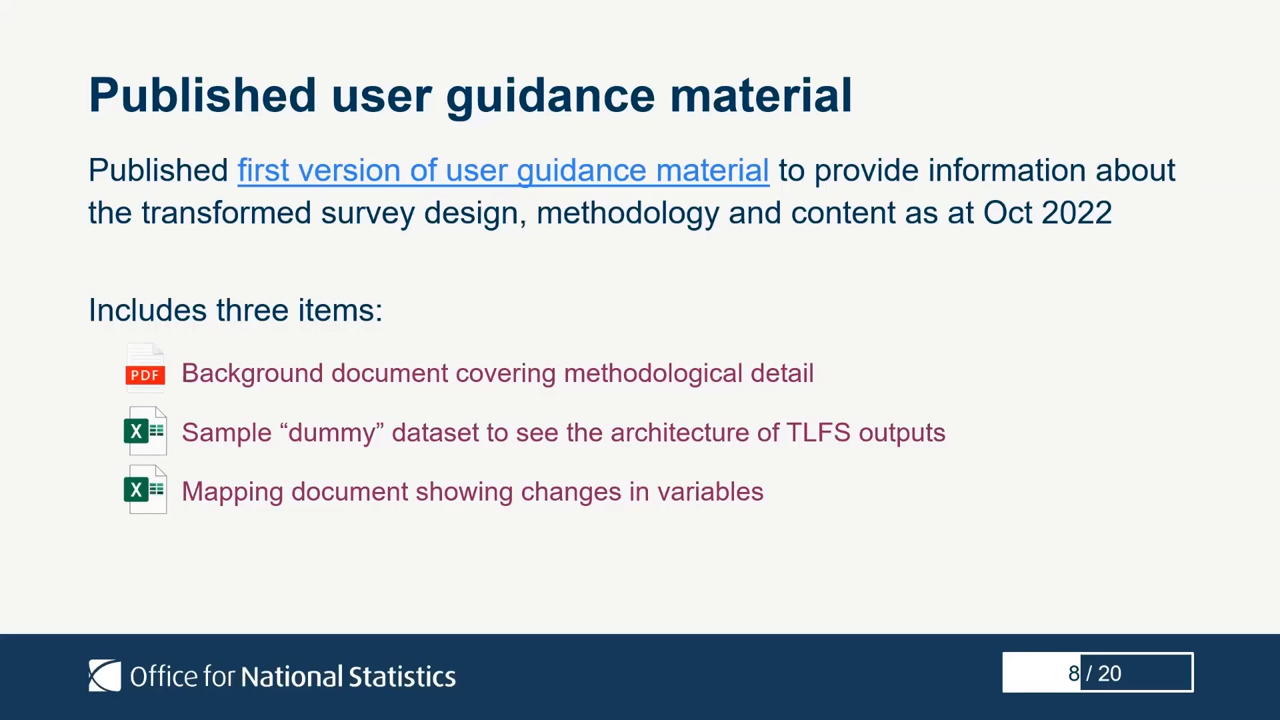 Published user guidance material
Published first version of user guidance material to provide information about
the transformed survey design, methodology and content as at Oct 2022
Includes three items:
PDF Background document covering methodological detail
X Sample “dummy” dataset to see the architecture of TLFS outputs
X Mapping document showing changes in variables
Office for National Statistics
8 / 20